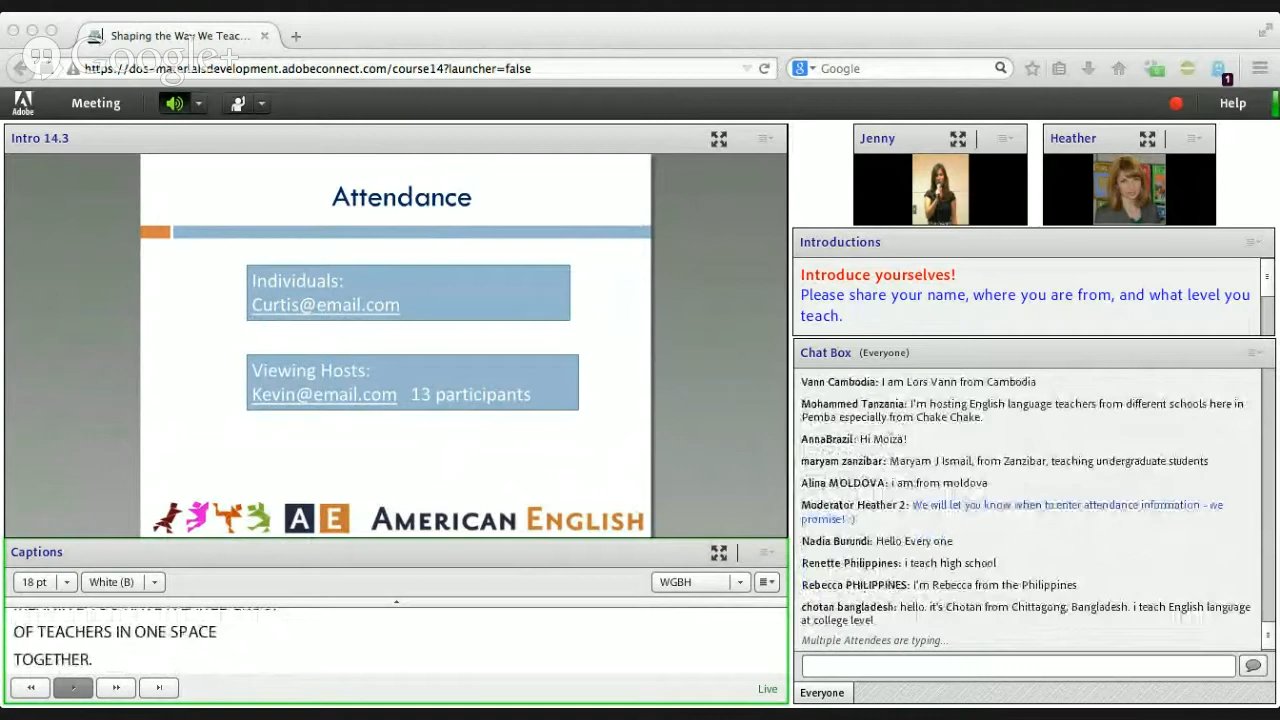 Shaping the Way We Teac...
Google+
https://dos-materialsdevelopment.adobeconnect.com/course14?launcher=false
Google
1
Adobe
Meeting
Help
Intro 14.3
Attendance
Individuals:
Curtis@email.com
Viewing Hosts:
Kevin@email.com 13 participants
AE AMERICAN ENGLISH
Captions
18 pt
White (B)
WGBH
OF TEACHERS IN ONE SPACE
TOGETHER.
Live
Jenny
Heather
Introductions
Introduce yourselves!
Please share your name, where you are from, and what level you
teach.
Chat Box (Everyone)
Vann Cambodia: I am Lors Vann from Cambodia
Mohammed Tanzania: I'm hosting English language teachers from different schools here in
Pemba especially from Chake Chake.
AnnaBrazil: Hi Moiza!
maryam zanzibar: Maryam J Ismail, from Zanzibar, teaching undergraduate students
Alina MOLDOVA: i am from moldova
Moderator Heather 2: We will let you know when to enter attendance information - we
promise! :)
Nadia Burundi: Hello Every one
Renette Philippines: i teach high school
Rebecca PHILIPPINES: i'm Rebecca from the Philippines
chotan bangladesh: hello. it's Chotan from Chittagong, Bangladesh. i teach English language
at college level
Multiple Attendees are typing...
Everyone